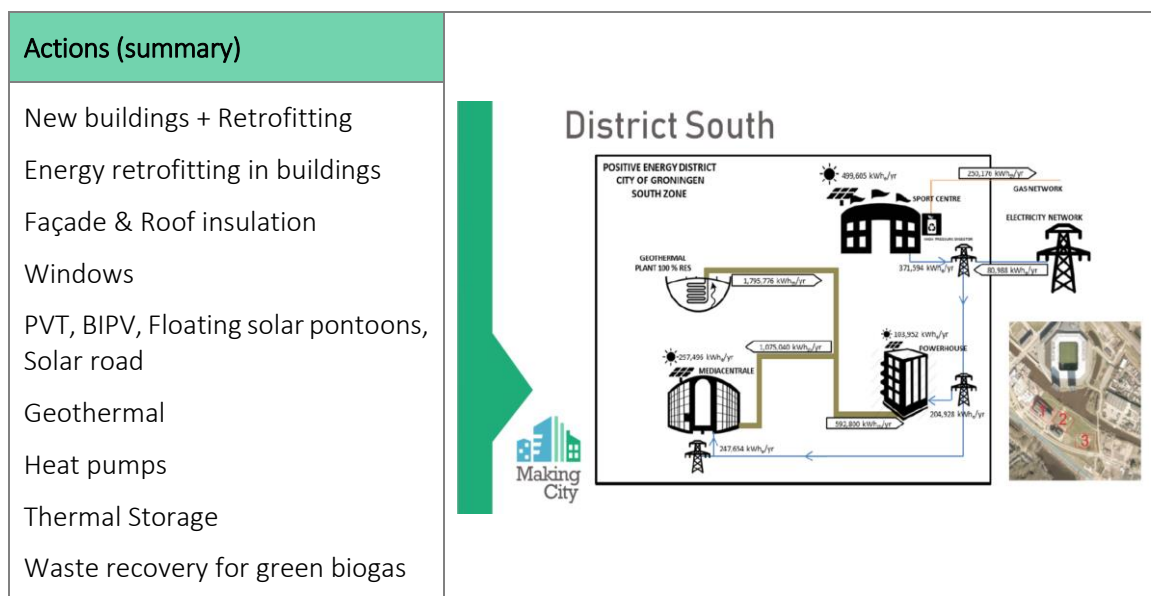 Actions (summary)
New buildings + Retrofitting
Energy retrofitting in buildings
Façade & Roof insulation
Windows
PVT, BIPV, Floating solar pontoons,
Solar road
Geothermal
Heat pumps
Thermal Storage
Waste recovery for green biogas
District South
POSITIVE ENERGY DISTRICT
CITY OF GRONINGEN
SOUTH ZONE
499,605 kWh/yr
SPORT CENTRE
HIGH PRESSURE DIGESTOR
250,176 kWh/yr
GAS NETWORK
ELECTRICITY NETWORK
371,594 kWh/yr
80,988 kWh/yr
GEOTHERMAL
PLANT 100 % RES
1,795,776 kWh/yr
1,075,040 kWh/yr
257,496 kWh/yr
MEDIACENTRALE
183,952 kWh/yr
POWERHOUSE
592,800 kWh/yr
204,928 kWh/yr
247,654 kWh/yr
Making
City
1
2
3